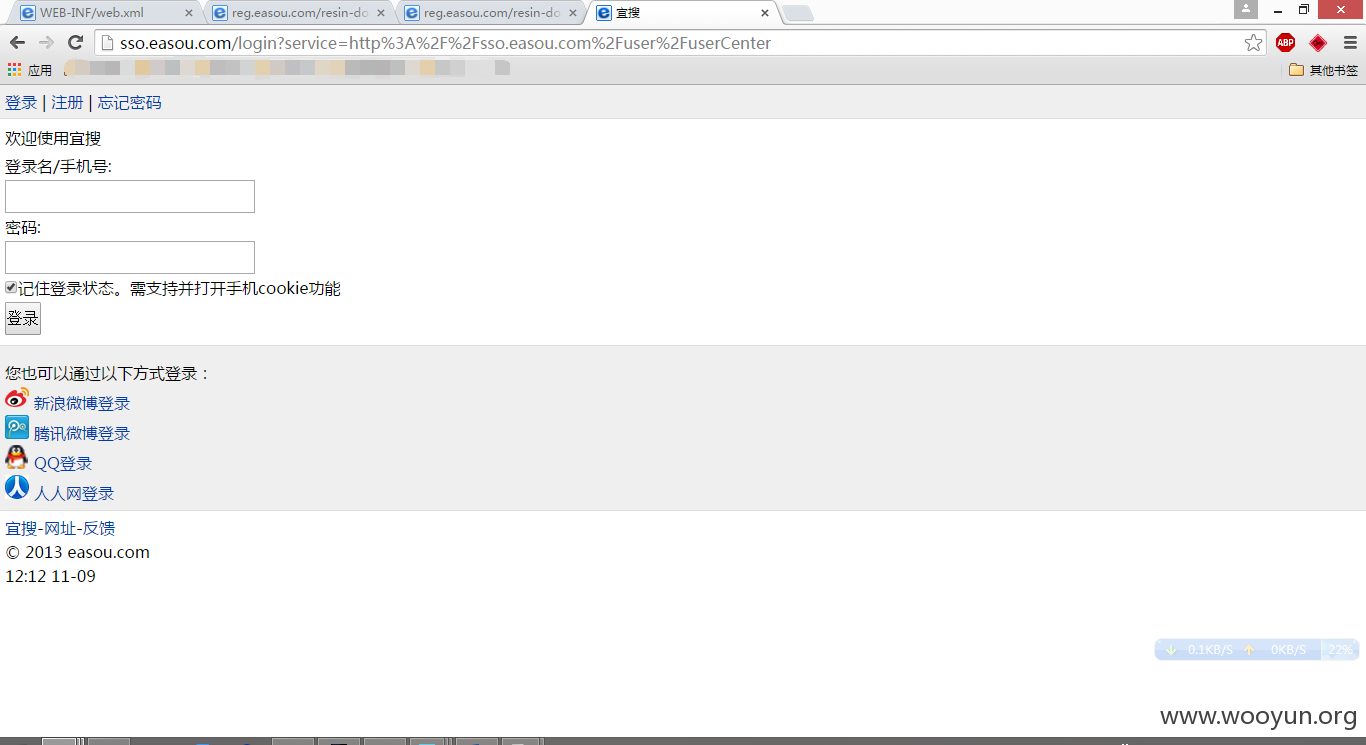 WEB-INF/web.xml
reg.easou.com/resin-do
reg.easou.com/resin-do
宜搜
sso.easou.com/login?service=http%3A%2F%2Fsso.easou.com%2Fuser%2FuserCenter
ABP
应用
其他书签
登录 | 注册 | 忘记密码
欢迎使用宜搜
登录名/手机号:
密码:
记住登录状态。需支持并打开手机cookie功能
登录
您也可以通过以下方式登录：
新浪微博登录
腾讯微博登录
QQ登录
人人网登录
宜搜-网址-反馈
© 2013 easou.com
12:12 11-09
0.1KB/S 0KB/S 22%
www.wooyun.org